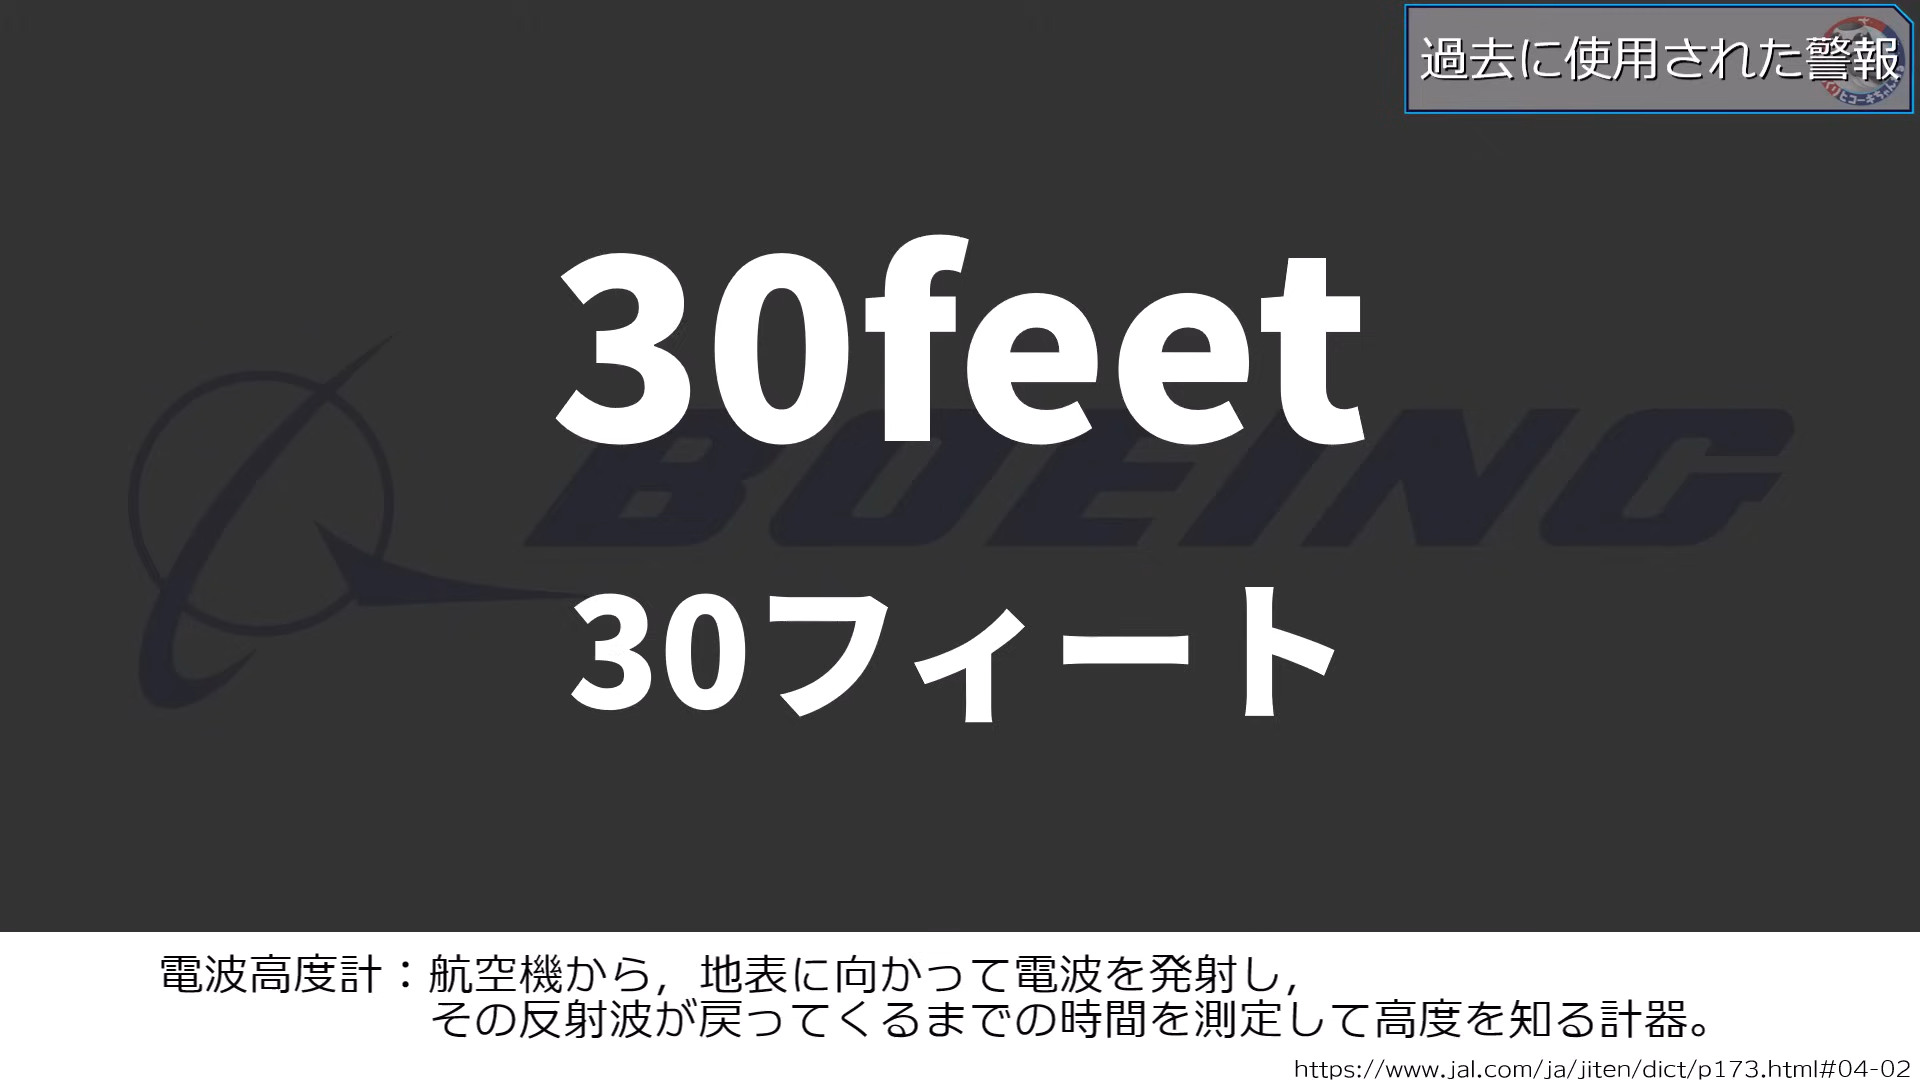 過去に使用された警報
30feet
BOEING
30フィート
電波高度計：航空機から，地表に向かって電波を発射し，
その反射波が戻ってくるまでの時間を測定して高度を知る計器。
https://www.jal.com/ja/jiten/dict/p173.html#04-02